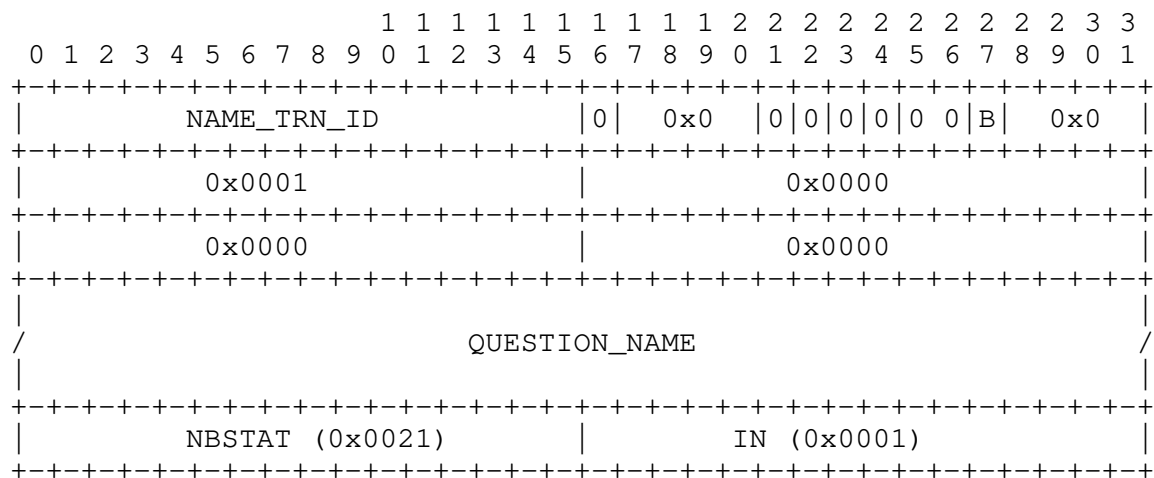 1 1 1 1 1 1 1 1 1 1 2 2 2 2 2 2 2 2 2 2 3 3
  0 1 2 3 4 5 6 7 8 9 0 1 2 3 4 5 6 7 8 9 0 1 2 3 4 5 6 7 8 9 0 1
 +-+-+-+-+-+-+-+-+-+-+-+-+-+-+-+-+-+-+-+-+-+-+-+-+-+-+-+-+-+-+-+-+
 |         NAME_TRN_ID           |0|  0x0  |0|0|0|0|0 0|B|  0x0  |
 +-+-+-+-+-+-+-+-+-+-+-+-+-+-+-+-+-+-+-+-+-+-+-+-+-+-+-+-+-+-+-+-+
 |          0x0001               |           0x0000              |
 +-+-+-+-+-+-+-+-+-+-+-+-+-+-+-+-+-+-+-+-+-+-+-+-+-+-+-+-+-+-+-+-+
 |          0x0000               |           0x0000              |
 +-+-+-+-+-+-+-+-+-+-+-+-+-+-+-+-+-+-+-+-+-+-+-+-+-+-+-+-+-+-+-+-+
 |                                                               |
 /                         QUESTION_NAME                         /
 |                                                               |
 +-+-+-+-+-+-+-+-+-+-+-+-+-+-+-+-+-+-+-+-+-+-+-+-+-+-+-+-+-+-+-+-+
 |         NBSTAT (0x0021)       |        IN (0x0001)            |
 +-+-+-+-+-+-+-+-+-+-+-+-+-+-+-+-+-+-+-+-+-+-+-+-+-+-+-+-+-+-+-+-+